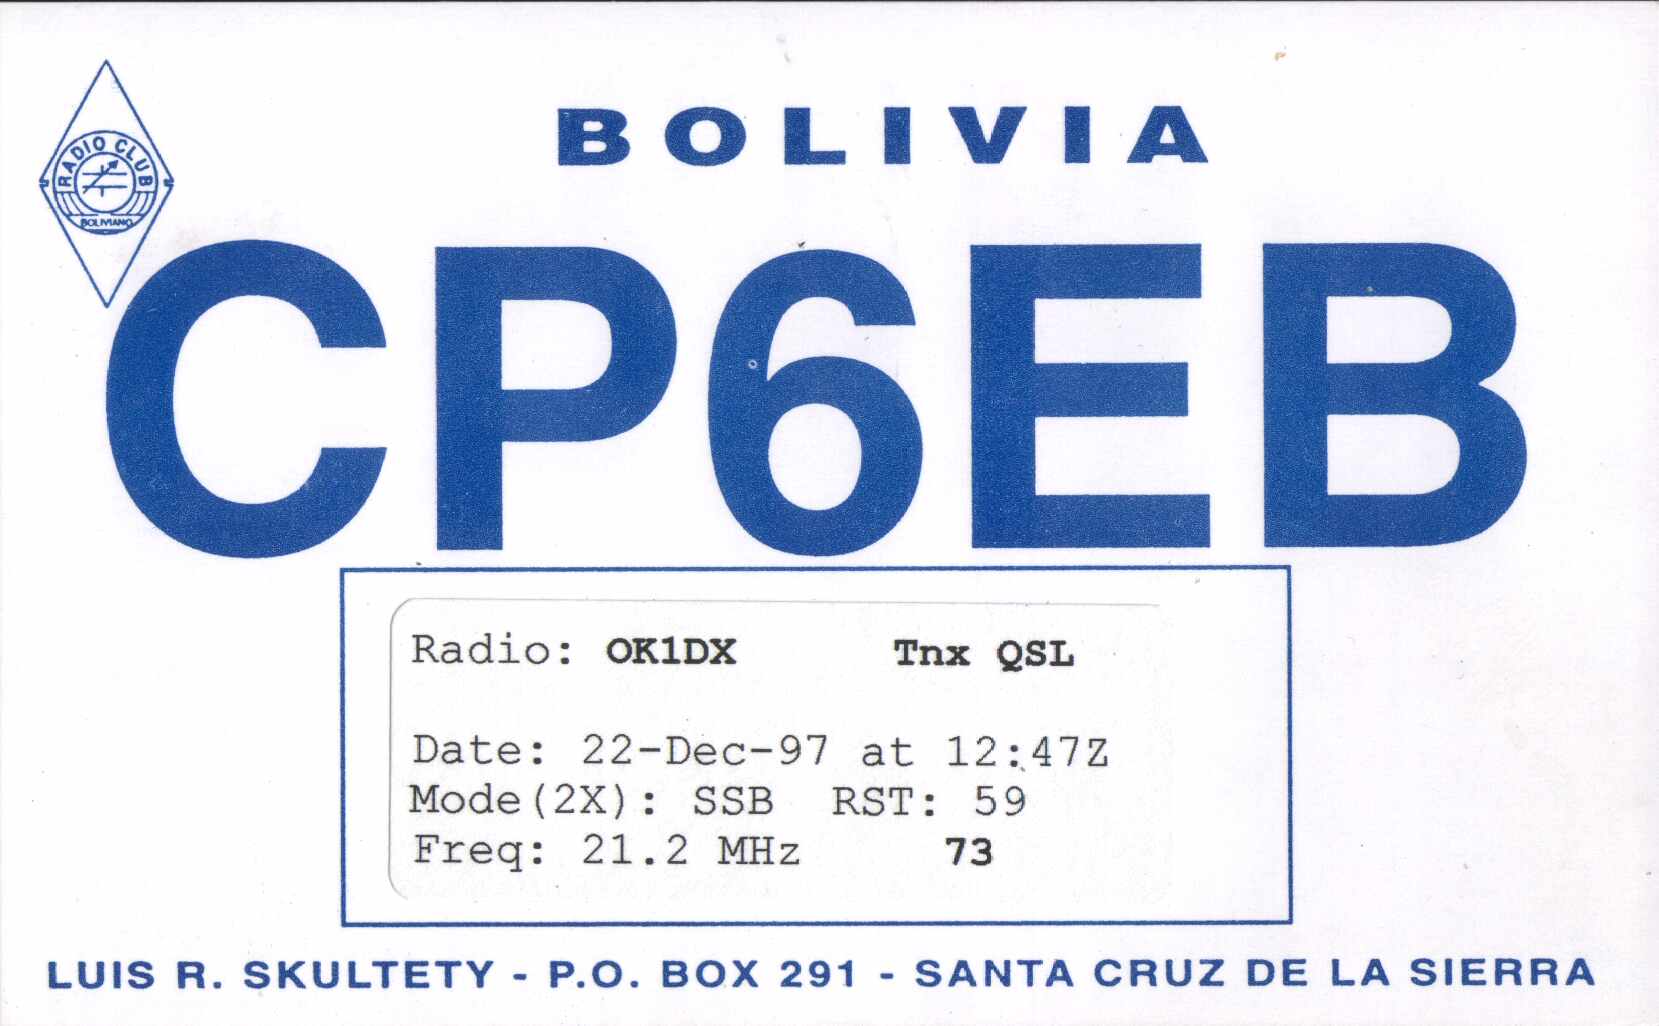 BOLIVIA
RADIO CLUB
BOLIVIANO
CP6EB
Radio: OK1DX Tnx QSL
Date: 22-Dec-97 at 12:47Z
Mode(2X): SSB RST: 59
Freq: 21.2 MHz 73
LUIS R. SKULTETY - P.O. BOX 291 - SANTA CRUZ DE LA SIERRA